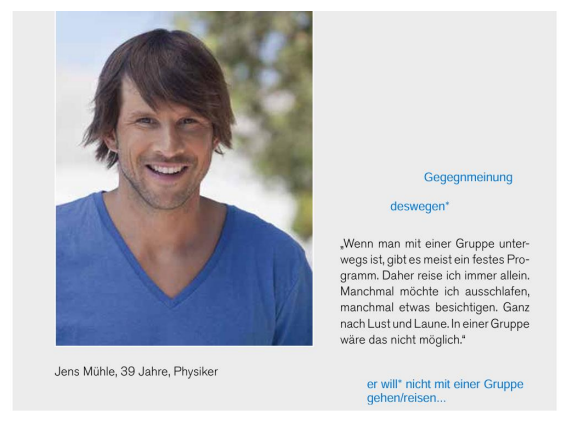 Gegegnmeinung
deswegen*
„Wenn man mit einer Gruppe unter-
wegs ist, gibt es meist ein festes Pro-
gramm. Daher reise ich immer allein.
Manchmal möchte ich ausschlafen,
manchmal etwas besichtigen. Ganz
nach Lust und Laune. In einer Gruppe
wäre das nicht möglich.“
Jens Mühle, 39 Jahre, Physiker
er will* nicht mit einer Gruppe
gehen/reisen...